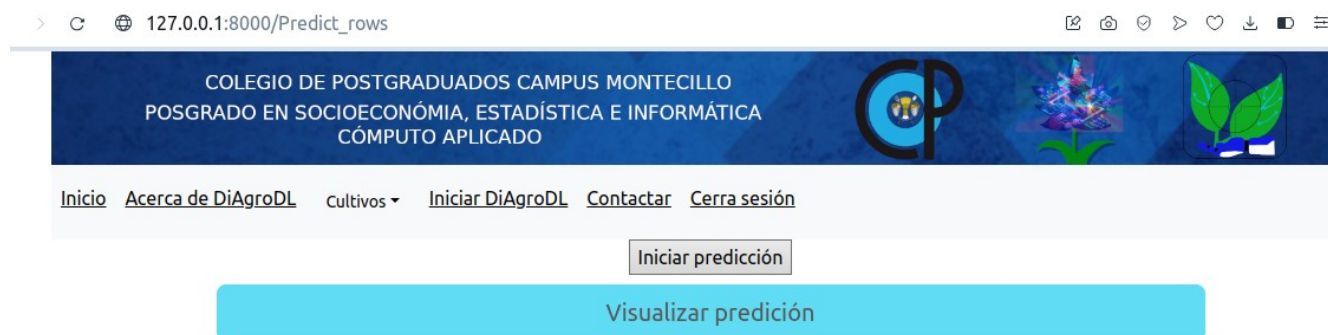 127.0.0.1:8000/Predict_rows
COLEGIO DE POSTGRADUADOS CAMPUS MONTECILLO
POSGRADO EN SOCIOECONÓMIA, ESTADÍSTICA E INFORMÁTICA
CÓMPUTO APLICADO
CP
Inicio Acerca de DiAgroDL Cultivos Iniciar DiAgroDL Contactar Cerra sesión
Iniciar predicción
Visualizar predición